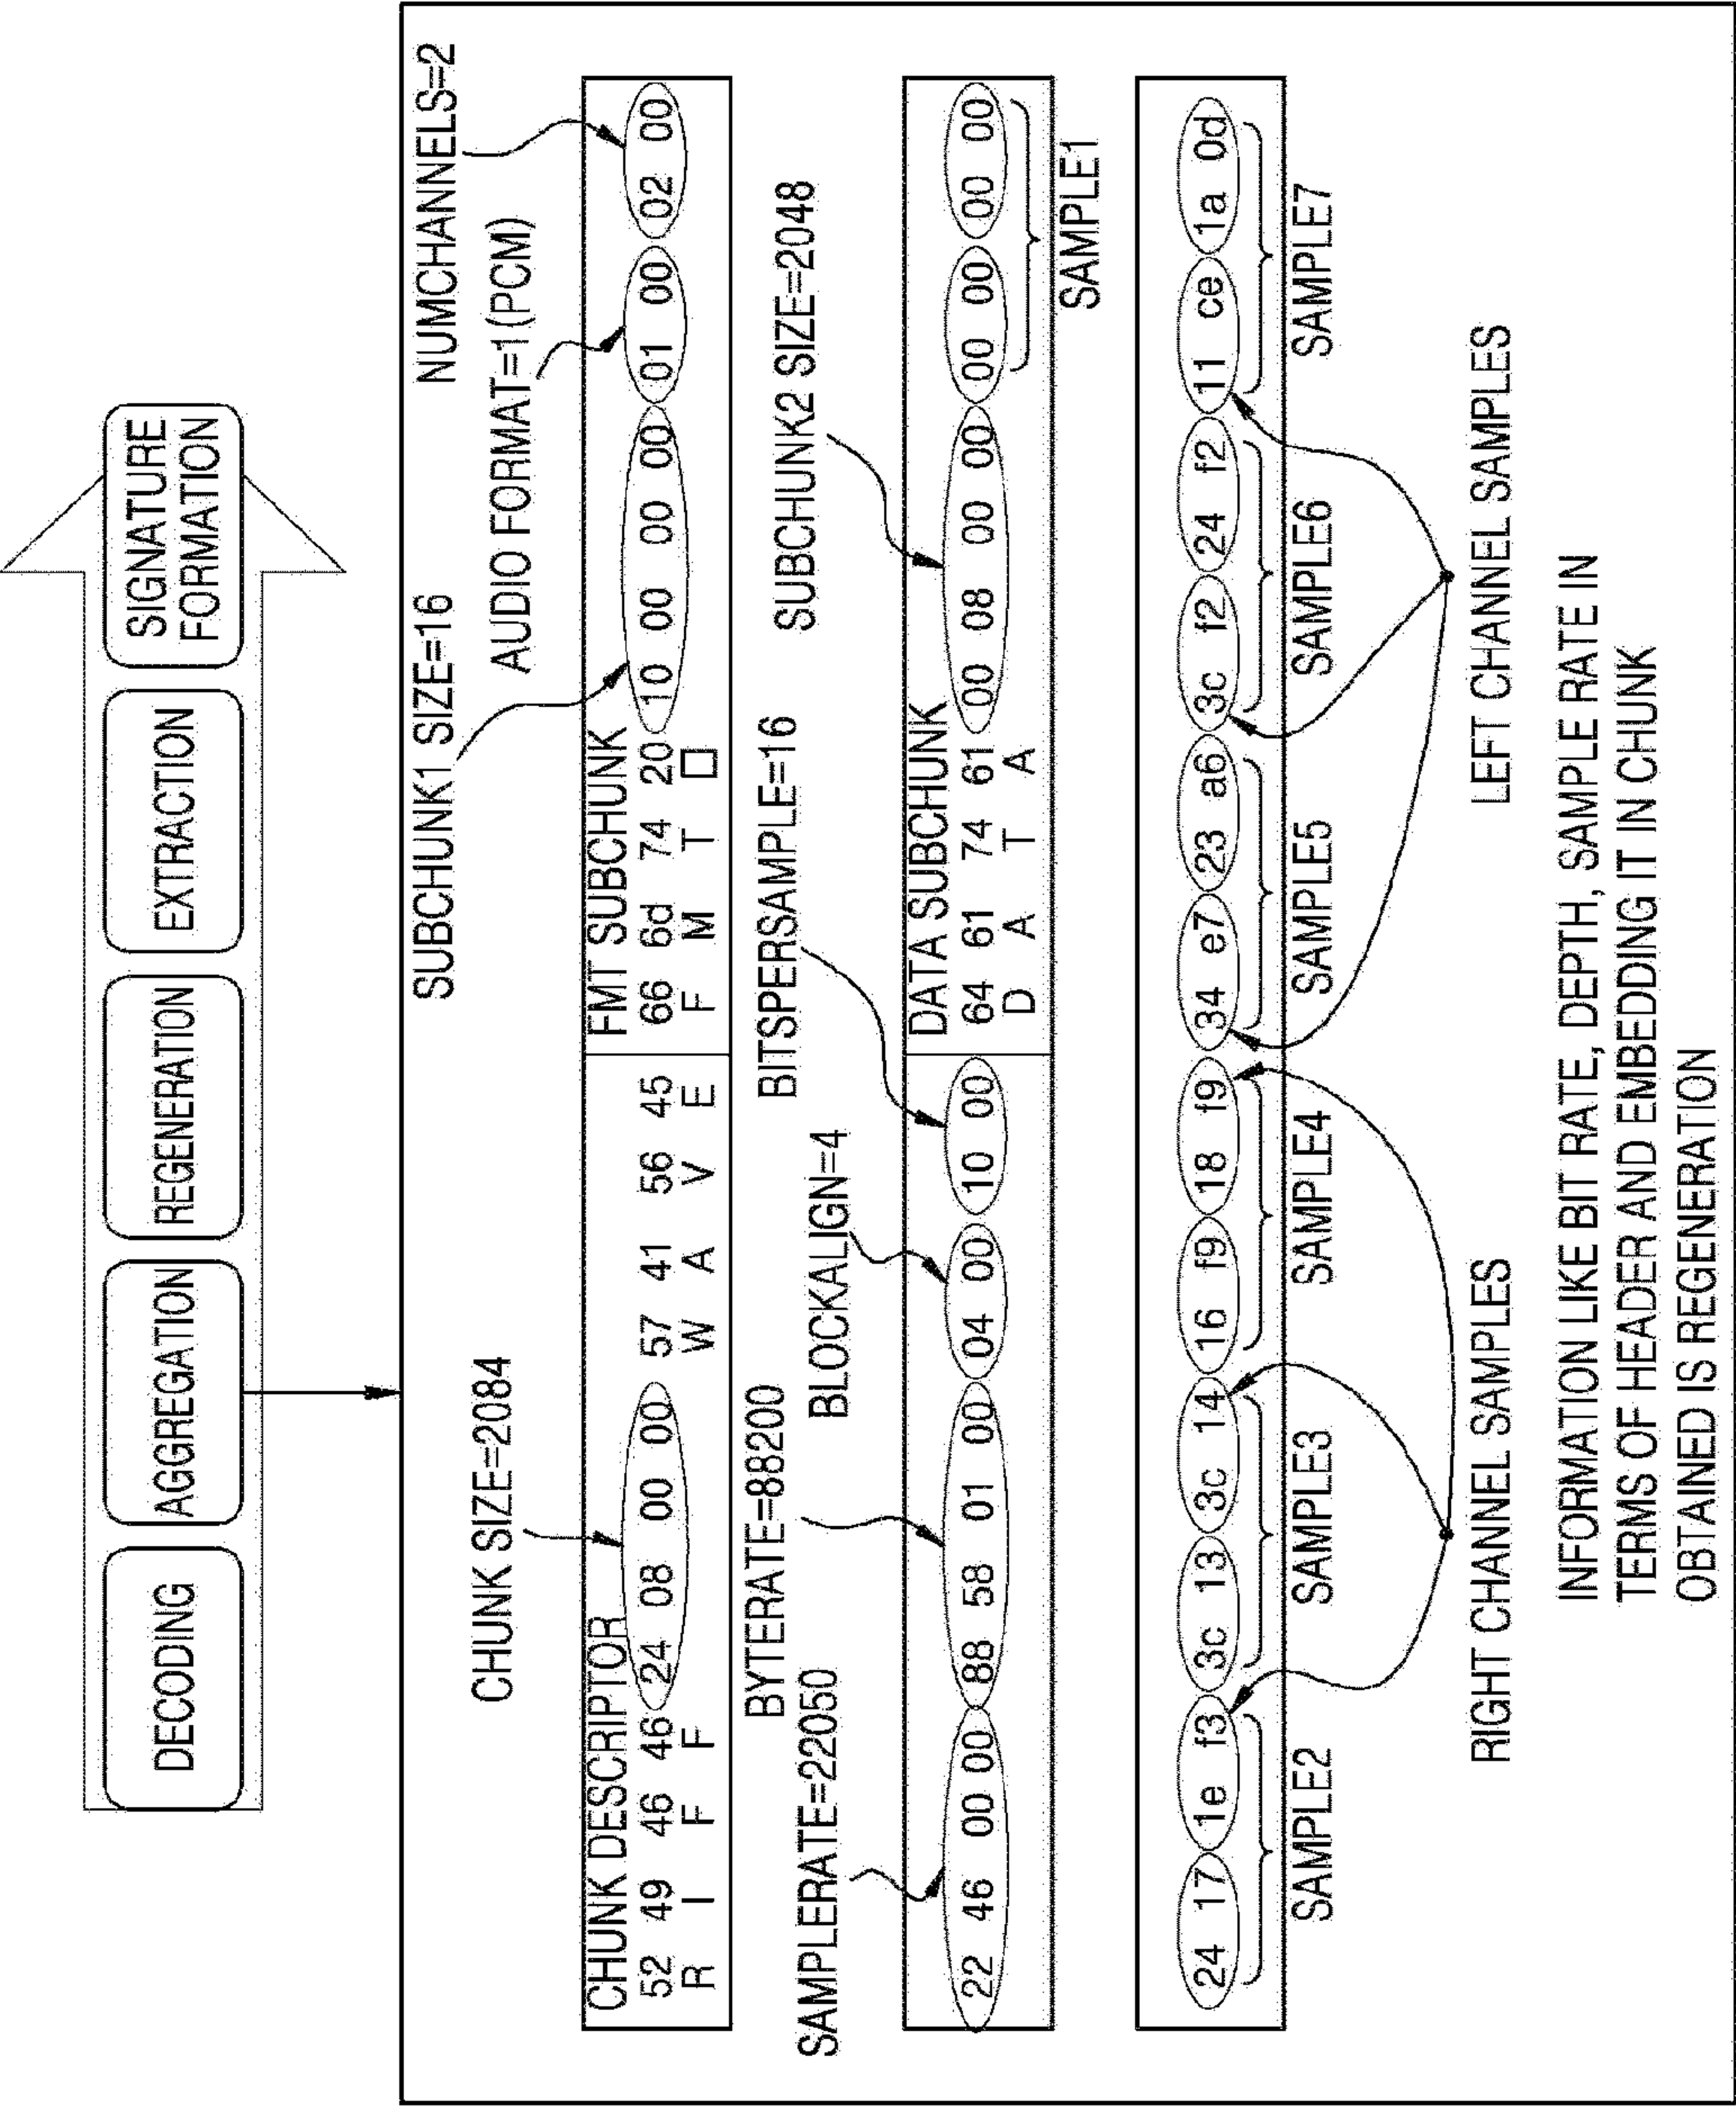 DECODING
AGGREGATION
REGENERATION
EXTRACTION
SIGNATURE
FORMATION
CHUNK SIZE=2084
SUBCHUNK1 SIZE=16
NUMCHANNELS=2
AUDIO FORMAT=1(PCM)
CHUNK DESCRIPTOR
FMT SUBCHUNK
52 49 46 46 24 08 00 00 57 41 56 45 66 6d 74 20 10 00 00 00 01 00 02 00
R I F F W A V E F M T □
SAMPLERATE=22050
BYTERATE=88200
BLOCKALIGN=4
BITSPERSAMPLE=16
SUBCHUNK2 SIZE=2048
DATA SUBCHUNK
22 46 00 00 88 58 01 00 04 00 10 00 64 61 74 61 00 08 00 00 00 00 00 00
D A T A
SAMPLE1
24 17 1e f3 3c 13 3c 14 16 f9 18 f9 34 e7 23 a6 3c f2 24 f2 11 ce 1a 0d
SAMPLE2 SAMPLE3 SAMPLE4 SAMPLE5 SAMPLE6 SAMPLE7
RIGHT CHANNEL SAMPLES
LEFT CHANNEL SAMPLES
INFORMATION LIKE BIT RATE, DEPTH, SAMPLE RATE IN
TERMS OF HEADER AND EMBEDDING IT IN CHUNK
OBTAINED IS REGENERATION